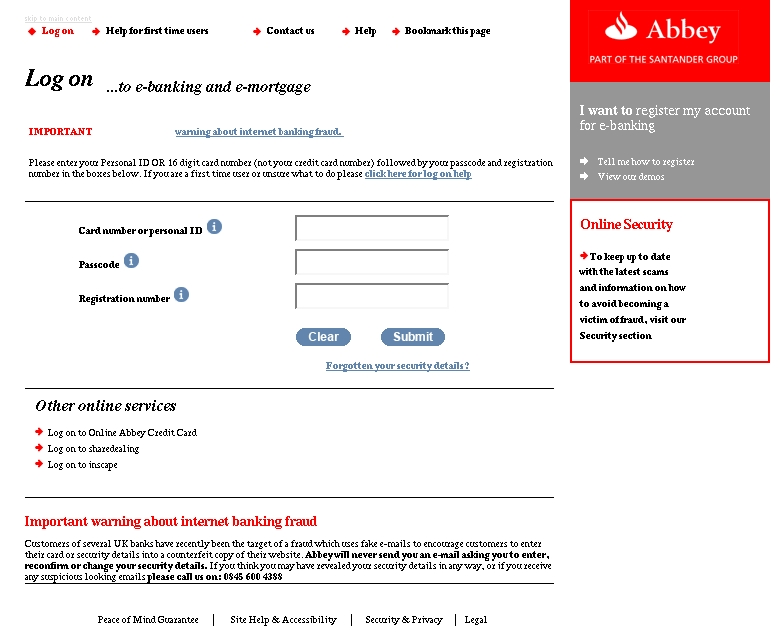 skip to main content
Log on Help for first time users Contact us Help Bookmark this page
Abbey
PART OF THE SANTANDER GROUP
Log on ...to e-banking and e-mortgage
I want to register my account
for e-banking
Tell me how to register
View our demos
IMPORTANT warning about internet banking fraud.
Please enter your Personal ID OR 16 digit card number (not your credit card number) followed by your passcode and registration
number in the boxes below. If you are a first time user or unsure what to do please click here for log on help
Card number or personal ID i
Passcode i
Registration number i
Clear Submit
Forgotten your security details?
Online Security
To keep up to date
with the latest scams
and information on how
to avoid becoming a
victim of fraud, visit our
Security section
Other online services
Log on to Online Abbey Credit Card
Log on to sharedealing
Log on to inscape
Important warning about internet banking fraud
Customers of several UK banks have recently been the target of a fraud which uses fake e-mails to encourage customers to enter
their card or security details into a counterfeit copy of their website. Abbey will never send you an e-mail asking you to enter,
reconfirm or change your security details. If you think you may have revealed your security details in any way, or if you receive
any suspicious looking emails please call us on: 0845 600 4388
Peace of Mind Guarantee | Site Help & Accessibility | Security & Privacy | Legal